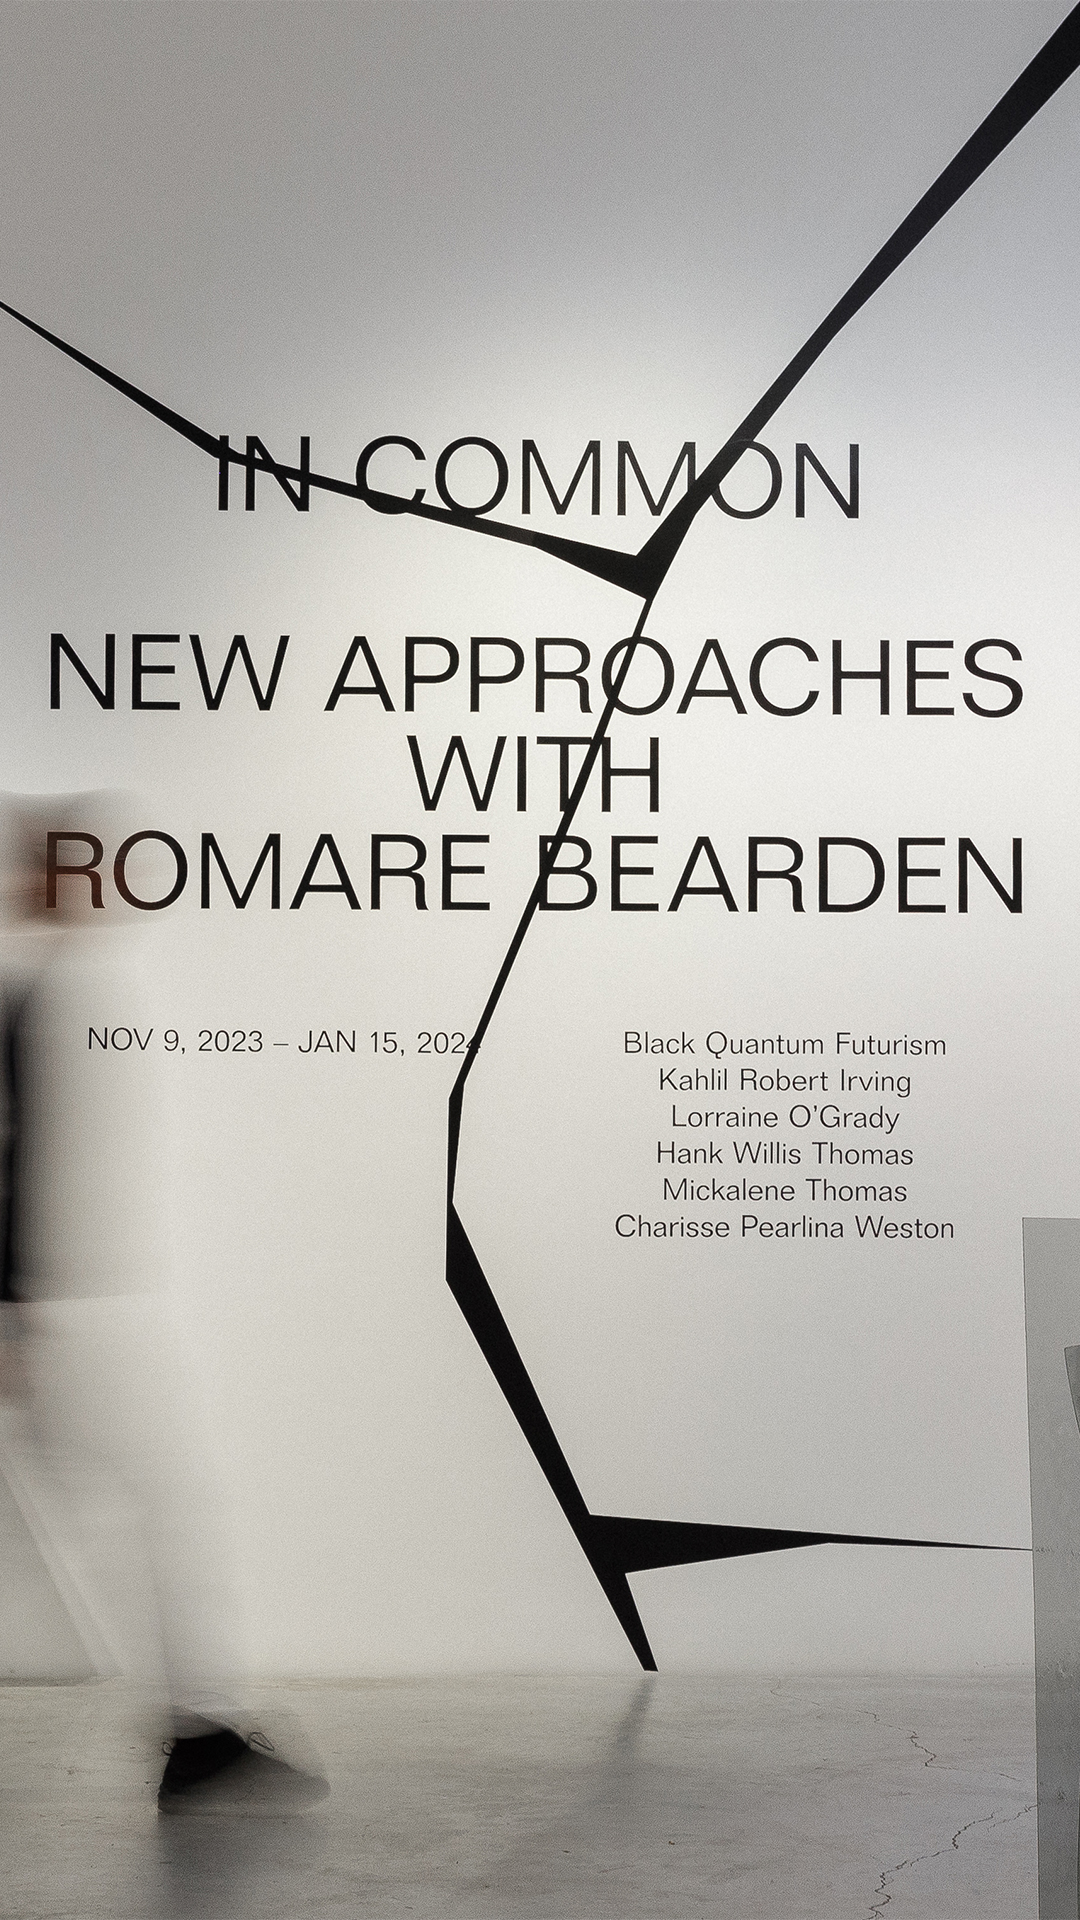 IN COMMON
NEW APPROACHES
WITH
ROMARE BEARDEN
NOV 9, 2023 – JAN 15, 2024
Black Quantum Futurism
Kahlil Robert Irving
Lorraine O’Grady
Hank Willis Thomas
Mickalene Thomas
Charisse Pearlina Weston